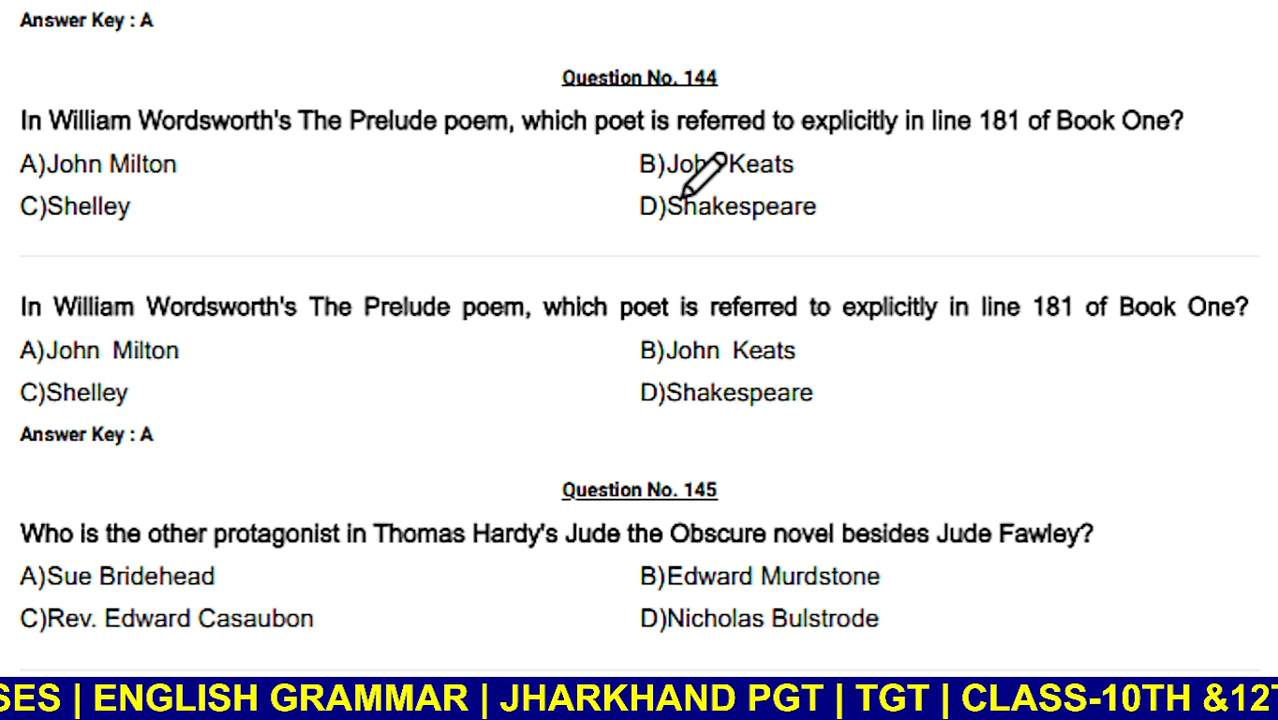 Answer Key : A
Question No. 144
In William Wordsworth's The Prelude poem, which poet is referred to explicitly in line 181 of Book One?
A)John Milton B)John Keats
C)Shelley D)Shakespeare
In William Wordsworth's The Prelude poem, which poet is referred to explicitly in line 181 of Book One?
A)John Milton B)John Keats
C)Shelley D)Shakespeare
Answer Key : A
Question No. 145
Who is the other protagonist in Thomas Hardy's Jude the Obscure novel besides Jude Fawley?
A)Sue Bridehead B)Edward Murdstone
C)Rev. Edward Casaubon D)Nicholas Bulstrode
SES | ENGLISH GRAMMAR | JHARKHAND PGT | TGT | CLASS-10TH &12T